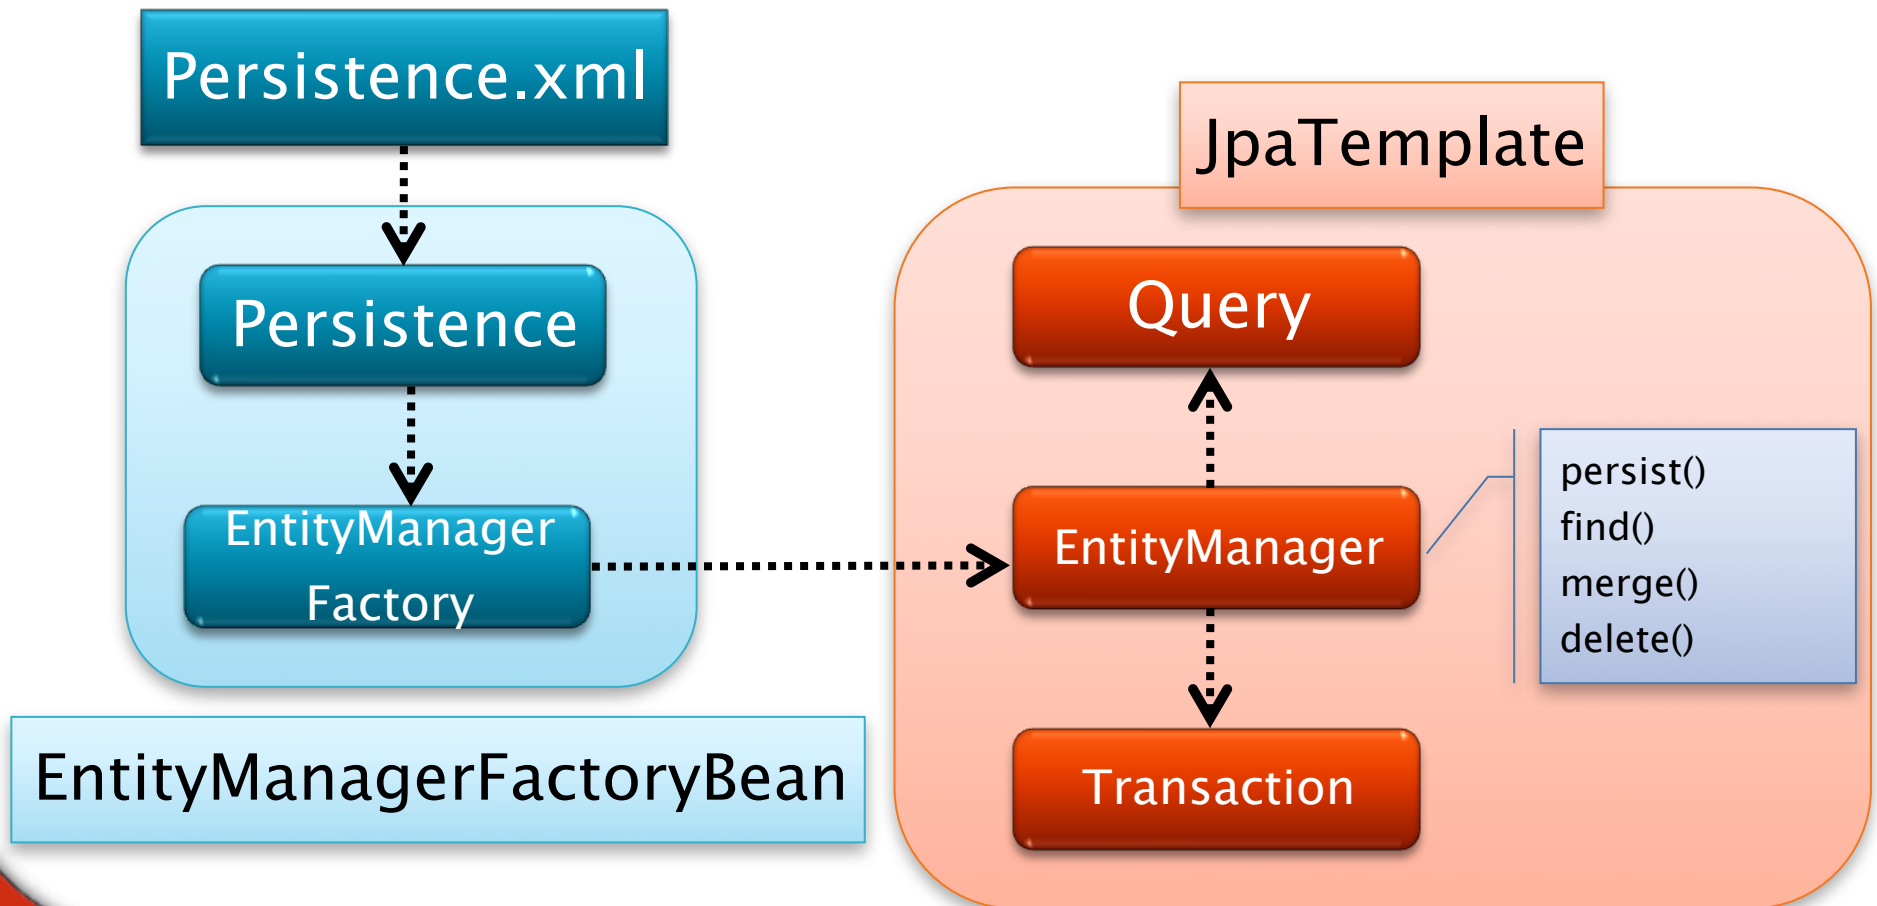 Persistence.xml
Persistence
EntityManager
Factory
EntityManagerFactoryBean
JpaTemplate
Query
EntityManager
Transaction
persist()
find()
merge()
delete()